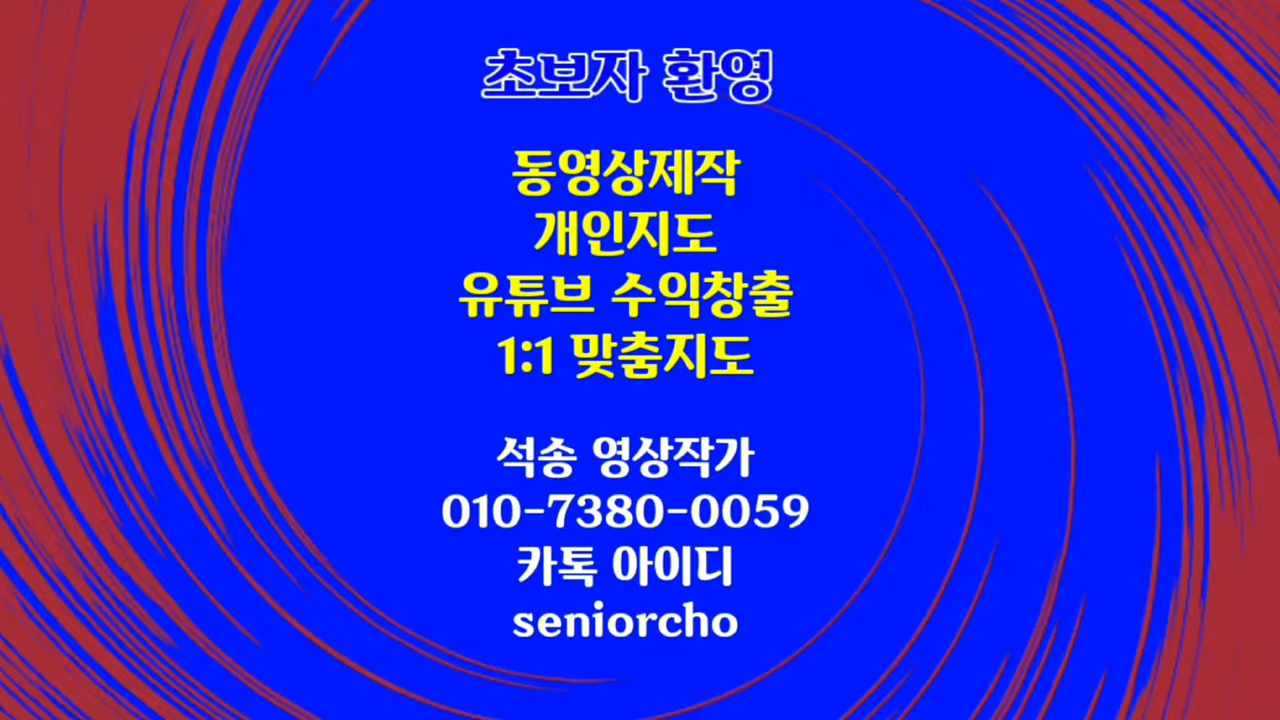 초보자 환영
동영상제작
개인지도
유튜브 수익창출
1:1 맞춤지도
석송 영상작가
010-7380-0059
카톡 아이디
seniorcho